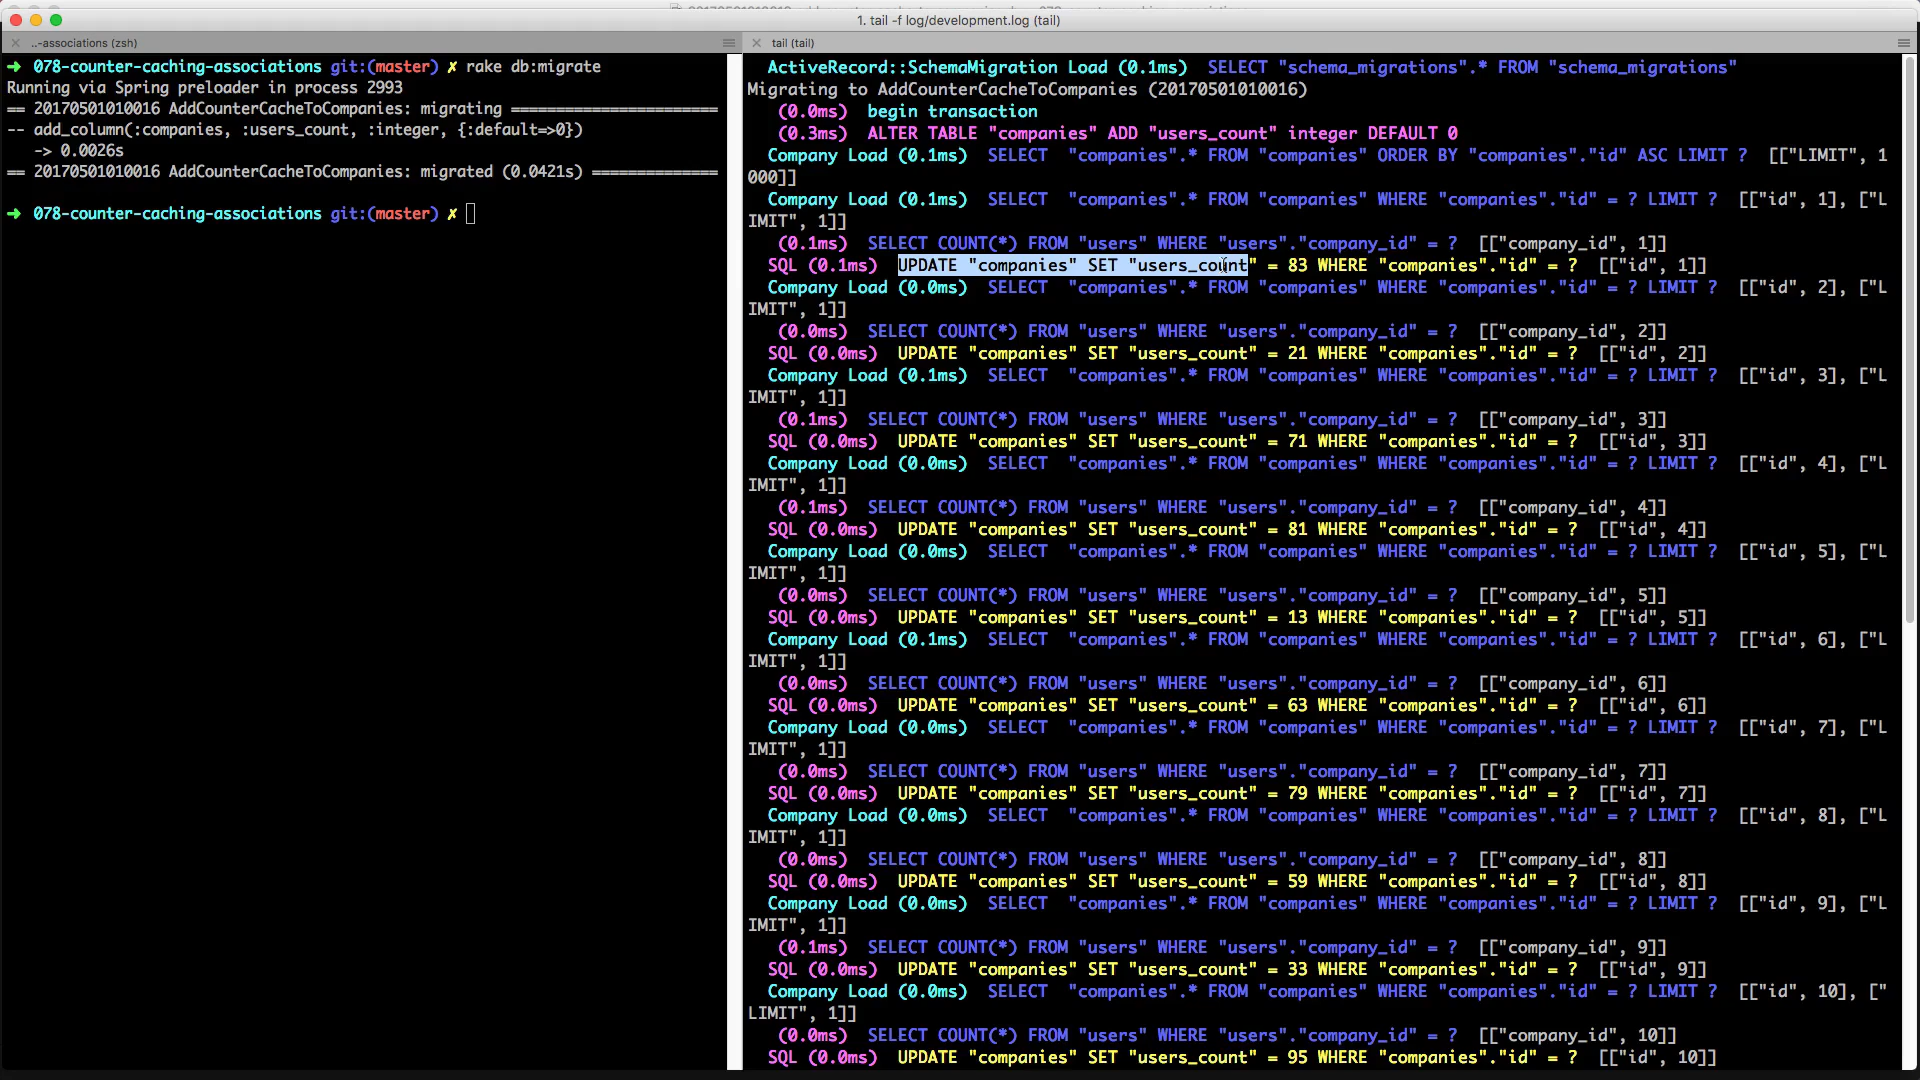 1. tail -f log/development.log (tail)
..-associations (zsh)
tail (tail)
➜  078-counter-caching-associations git:(master) ✗ rake db:migrate
Running via Spring preloader in process 2993
== 20170501010016 AddCounterCacheToCompanies: migrating =====================
-- add_column(:companies, :users_count, :integer, {:default=>0})
   -> 0.0026s
== 20170501010016 AddCounterCacheToCompanies: migrated (0.0421s) =============
➜  078-counter-caching-associations git:(master) ✗
ActiveRecord::SchemaMigration Load (0.1ms)  SELECT "schema_migrations".* FROM "schema_migrations"
Migrating to AddCounterCacheToCompanies (20170501010016)
(0.0ms)  begin transaction
(0.3ms)  ALTER TABLE "companies" ADD "users_count" integer DEFAULT 0
Company Load (0.1ms)  SELECT  "companies".* FROM "companies" ORDER BY "companies"."id" ASC LIMIT ?  [["LIMIT", 1
000]]
Company Load (0.1ms)  SELECT  "companies".* FROM "companies" WHERE "companies"."id" = ? LIMIT ?  [["id", 1], ["L
IMIT", 1]]
(0.1ms)  SELECT COUNT(*) FROM "users" WHERE "users"."company_id" = ?  [["company_id", 1]]
SQL (0.1ms)  UPDATE "companies" SET "users_count" = 83 WHERE "companies"."id" = ?  [["id", 1]]
Company Load (0.0ms)  SELECT  "companies".* FROM "companies" WHERE "companies"."id" = ? LIMIT ?  [["id", 2], ["L
IMIT", 1]]
(0.0ms)  SELECT COUNT(*) FROM "users" WHERE "users"."company_id" = ?  [["company_id", 2]]
SQL (0.0ms)  UPDATE "companies" SET "users_count" = 21 WHERE "companies"."id" = ?  [["id", 2]]
Company Load (0.1ms)  SELECT  "companies".* FROM "companies" WHERE "companies"."id" = ? LIMIT ?  [["id", 3], ["L
IMIT", 1]]
(0.1ms)  SELECT COUNT(*) FROM "users" WHERE "users"."company_id" = ?  [["company_id", 3]]
SQL (0.0ms)  UPDATE "companies" SET "users_count" = 71 WHERE "companies"."id" = ?  [["id", 3]]
Company Load (0.0ms)  SELECT  "companies".* FROM "companies" WHERE "companies"."id" = ? LIMIT ?  [["id", 4], ["L
IMIT", 1]]
(0.1ms)  SELECT COUNT(*) FROM "users" WHERE "users"."company_id" = ?  [["company_id", 4]]
SQL (0.0ms)  UPDATE "companies" SET "users_count" = 81 WHERE "companies"."id" = ?  [["id", 4]]
Company Load (0.0ms)  SELECT  "companies".* FROM "companies" WHERE "companies"."id" = ? LIMIT ?  [["id", 5], ["L
IMIT", 1]]
(0.0ms)  SELECT COUNT(*) FROM "users" WHERE "users"."company_id" = ?  [["company_id", 5]]
SQL (0.0ms)  UPDATE "companies" SET "users_count" = 13 WHERE "companies"."id" = ?  [["id", 5]]
Company Load (0.1ms)  SELECT  "companies".* FROM "companies" WHERE "companies"."id" = ? LIMIT ?  [["id", 6], ["L
IMIT", 1]]
(0.0ms)  SELECT COUNT(*) FROM "users" WHERE "users"."company_id" = ?  [["company_id", 6]]
SQL (0.0ms)  UPDATE "companies" SET "users_count" = 63 WHERE "companies"."id" = ?  [["id", 6]]
Company Load (0.0ms)  SELECT  "companies".* FROM "companies" WHERE "companies"."id" = ? LIMIT ?  [["id", 7], ["L
IMIT", 1]]
(0.0ms)  SELECT COUNT(*) FROM "users" WHERE "users"."company_id" = ?  [["company_id", 7]]
SQL (0.0ms)  UPDATE "companies" SET "users_count" = 79 WHERE "companies"."id" = ?  [["id", 7]]
Company Load (0.0ms)  SELECT  "companies".* FROM "companies" WHERE "companies"."id" = ? LIMIT ?  [["id", 8], ["L
IMIT", 1]]
(0.0ms)  SELECT COUNT(*) FROM "users" WHERE "users"."company_id" = ?  [["company_id", 8]]
SQL (0.0ms)  UPDATE "companies" SET "users_count" = 59 WHERE "companies"."id" = ?  [["id", 8]]
Company Load (0.0ms)  SELECT  "companies".* FROM "companies" WHERE "companies"."id" = ? LIMIT ?  [["id", 9], ["L
IMIT", 1]]
(0.1ms)  SELECT COUNT(*) FROM "users" WHERE "users"."company_id" = ?  [["company_id", 9]]
SQL (0.0ms)  UPDATE "companies" SET "users_count" = 33 WHERE "companies"."id" = ?  [["id", 9]]
Company Load (0.0ms)  SELECT  "companies".* FROM "companies" WHERE "companies"."id" = ? LIMIT ?  [["id", 10], ["
LIMIT", 1]]
(0.0ms)  SELECT COUNT(*) FROM "users" WHERE "users"."company_id" = ?  [["company_id", 10]]
SQL (0.0ms)  UPDATE "companies" SET "users_count" = 95 WHERE "companies"."id" = ?  [["id", 10]]